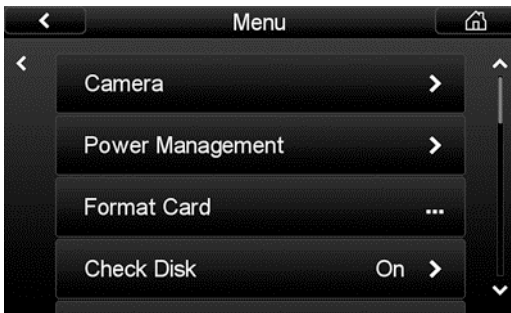 Menu
Camera
Power Management
Format Card ...
Check Disk On